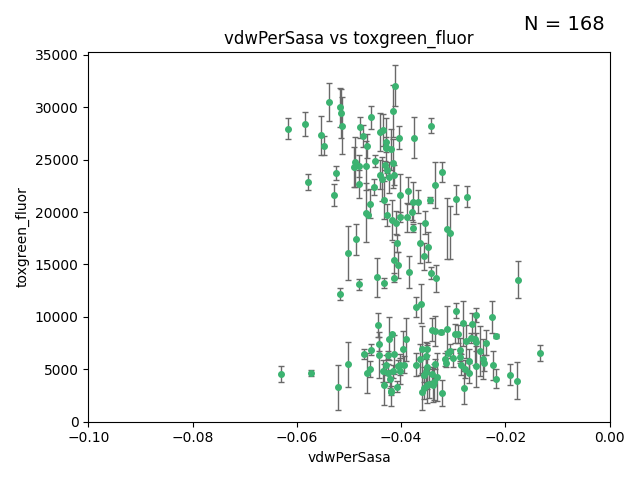 N = 168
vdwPerSasa vs toxgreen_fluor
35000
30000
25000
20000
15000
10000
5000
0
toxgreen_fluor
−0.10 −0.08 −0.06 −0.04 −0.02 0.00
vdwPerSasa